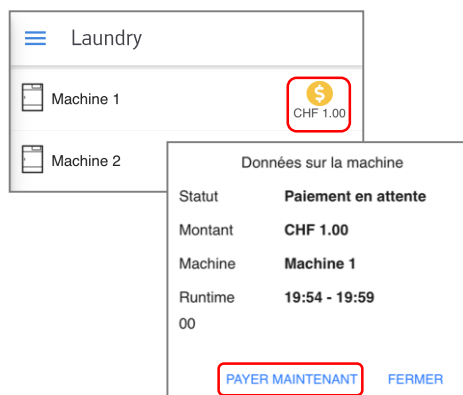 Laundry
Machine 1
$
CHF 1.00
Machine 2
Données sur la machine
Statut Paiement en attente
Montant CHF 1.00
Machine Machine 1
Runtime 19:54 - 19:59
00
PAYER MAINTENANT FERMER